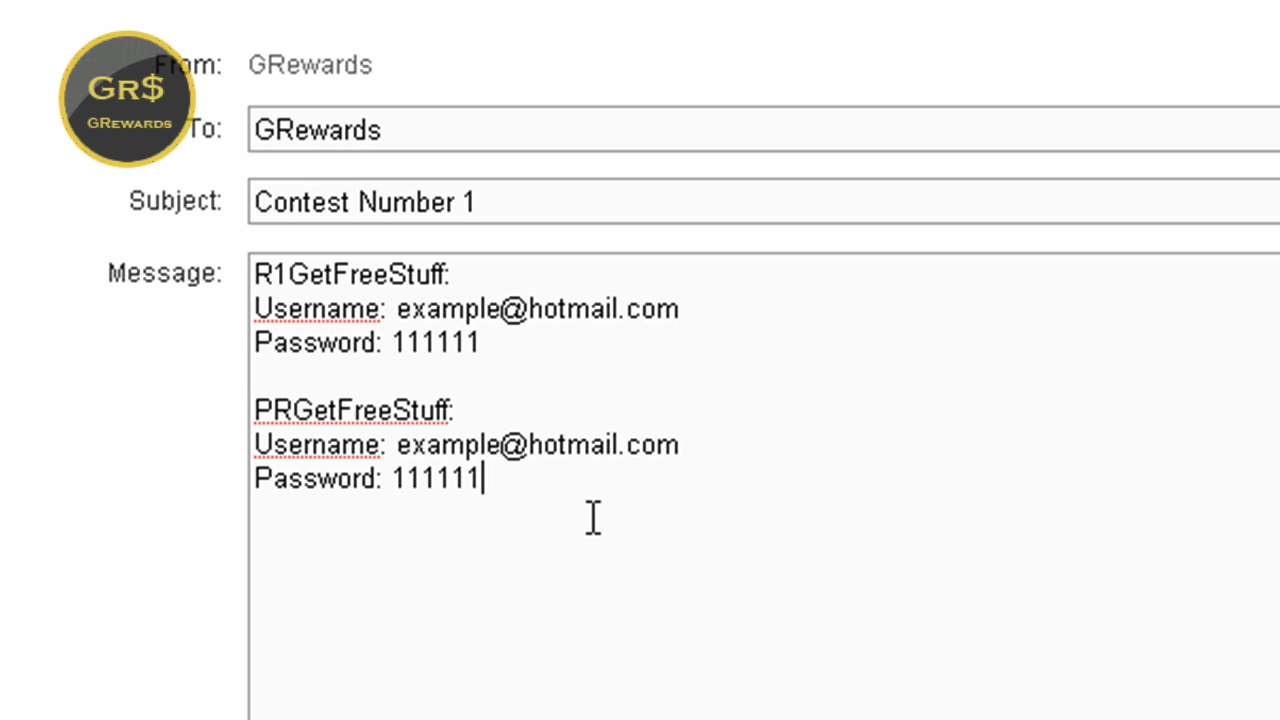 From: GRewards
GR$
GREWARDS
To: GRewards
Subject: Contest Number 1
Message: R1GetFreeStuff:
Username: example@hotmail.com
Password: 111111
PRGetFreeStuff:
Username: example@hotmail.com
Password: 111111